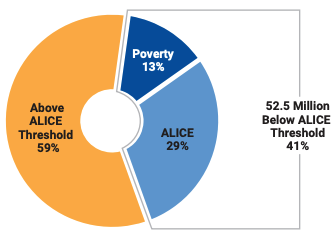 Poverty
13%
Above
ALICE
Threshold
59%
ALICE
29%
52.5 Million
Below ALICE
Threshold
41%